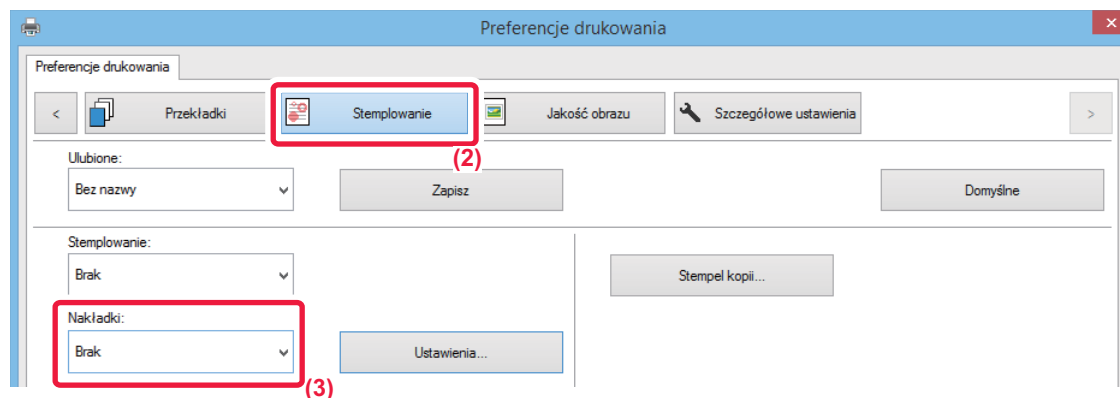 Preferencje drukowania
x
Preferencje drukowania
< Przekładki Stemplowanie Jakość obrazu Szczegółowe ustawienia >
(2)
Ulubione:
Bez nazwy Zapisz Domyślne
Stemplowanie:
Brak Stempel kopii...
Nakładki:
Brak Ustawienia...
(3)